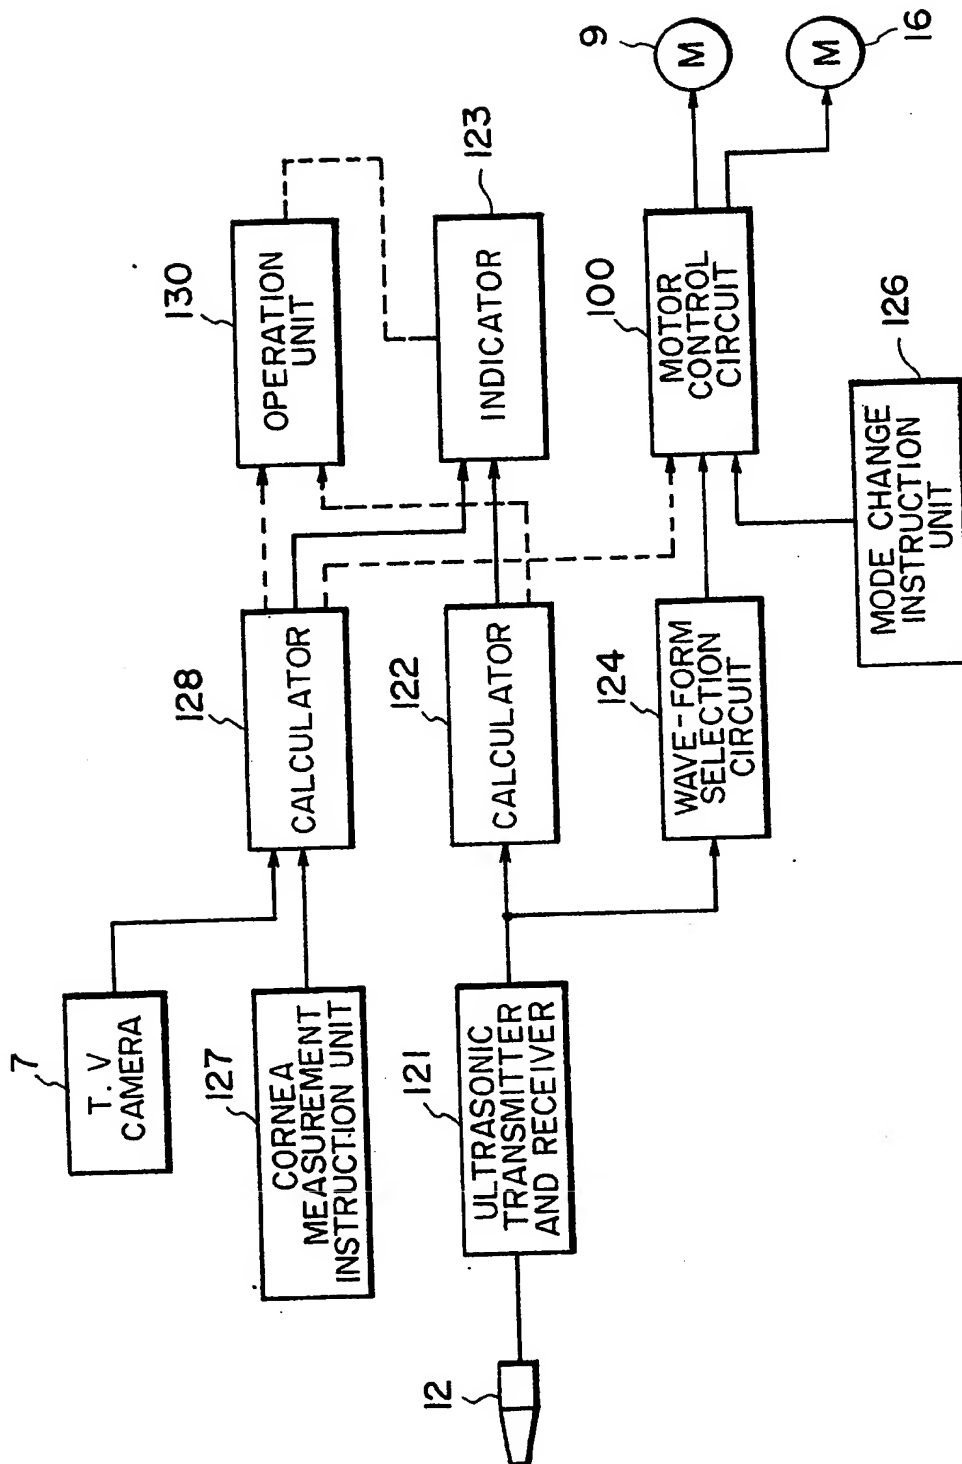 7
T. V
CAMERA
127
CORNEA
MEASUREMENT
INSTRUCTION UNIT
12
121
ULTRASONIC
TRANSMITTER
AND RECEIVER
128
CALCULATOR
122
CALCULATOR
124
WAVE-FORM
SELECTION
CIRCUIT
130
OPERATION
UNIT
123
INDICATOR
100
MOTOR
CONTROL
CIRCUIT
126
MODE CHANGE
INSTRUCTION
UNIT
9
M
16
M